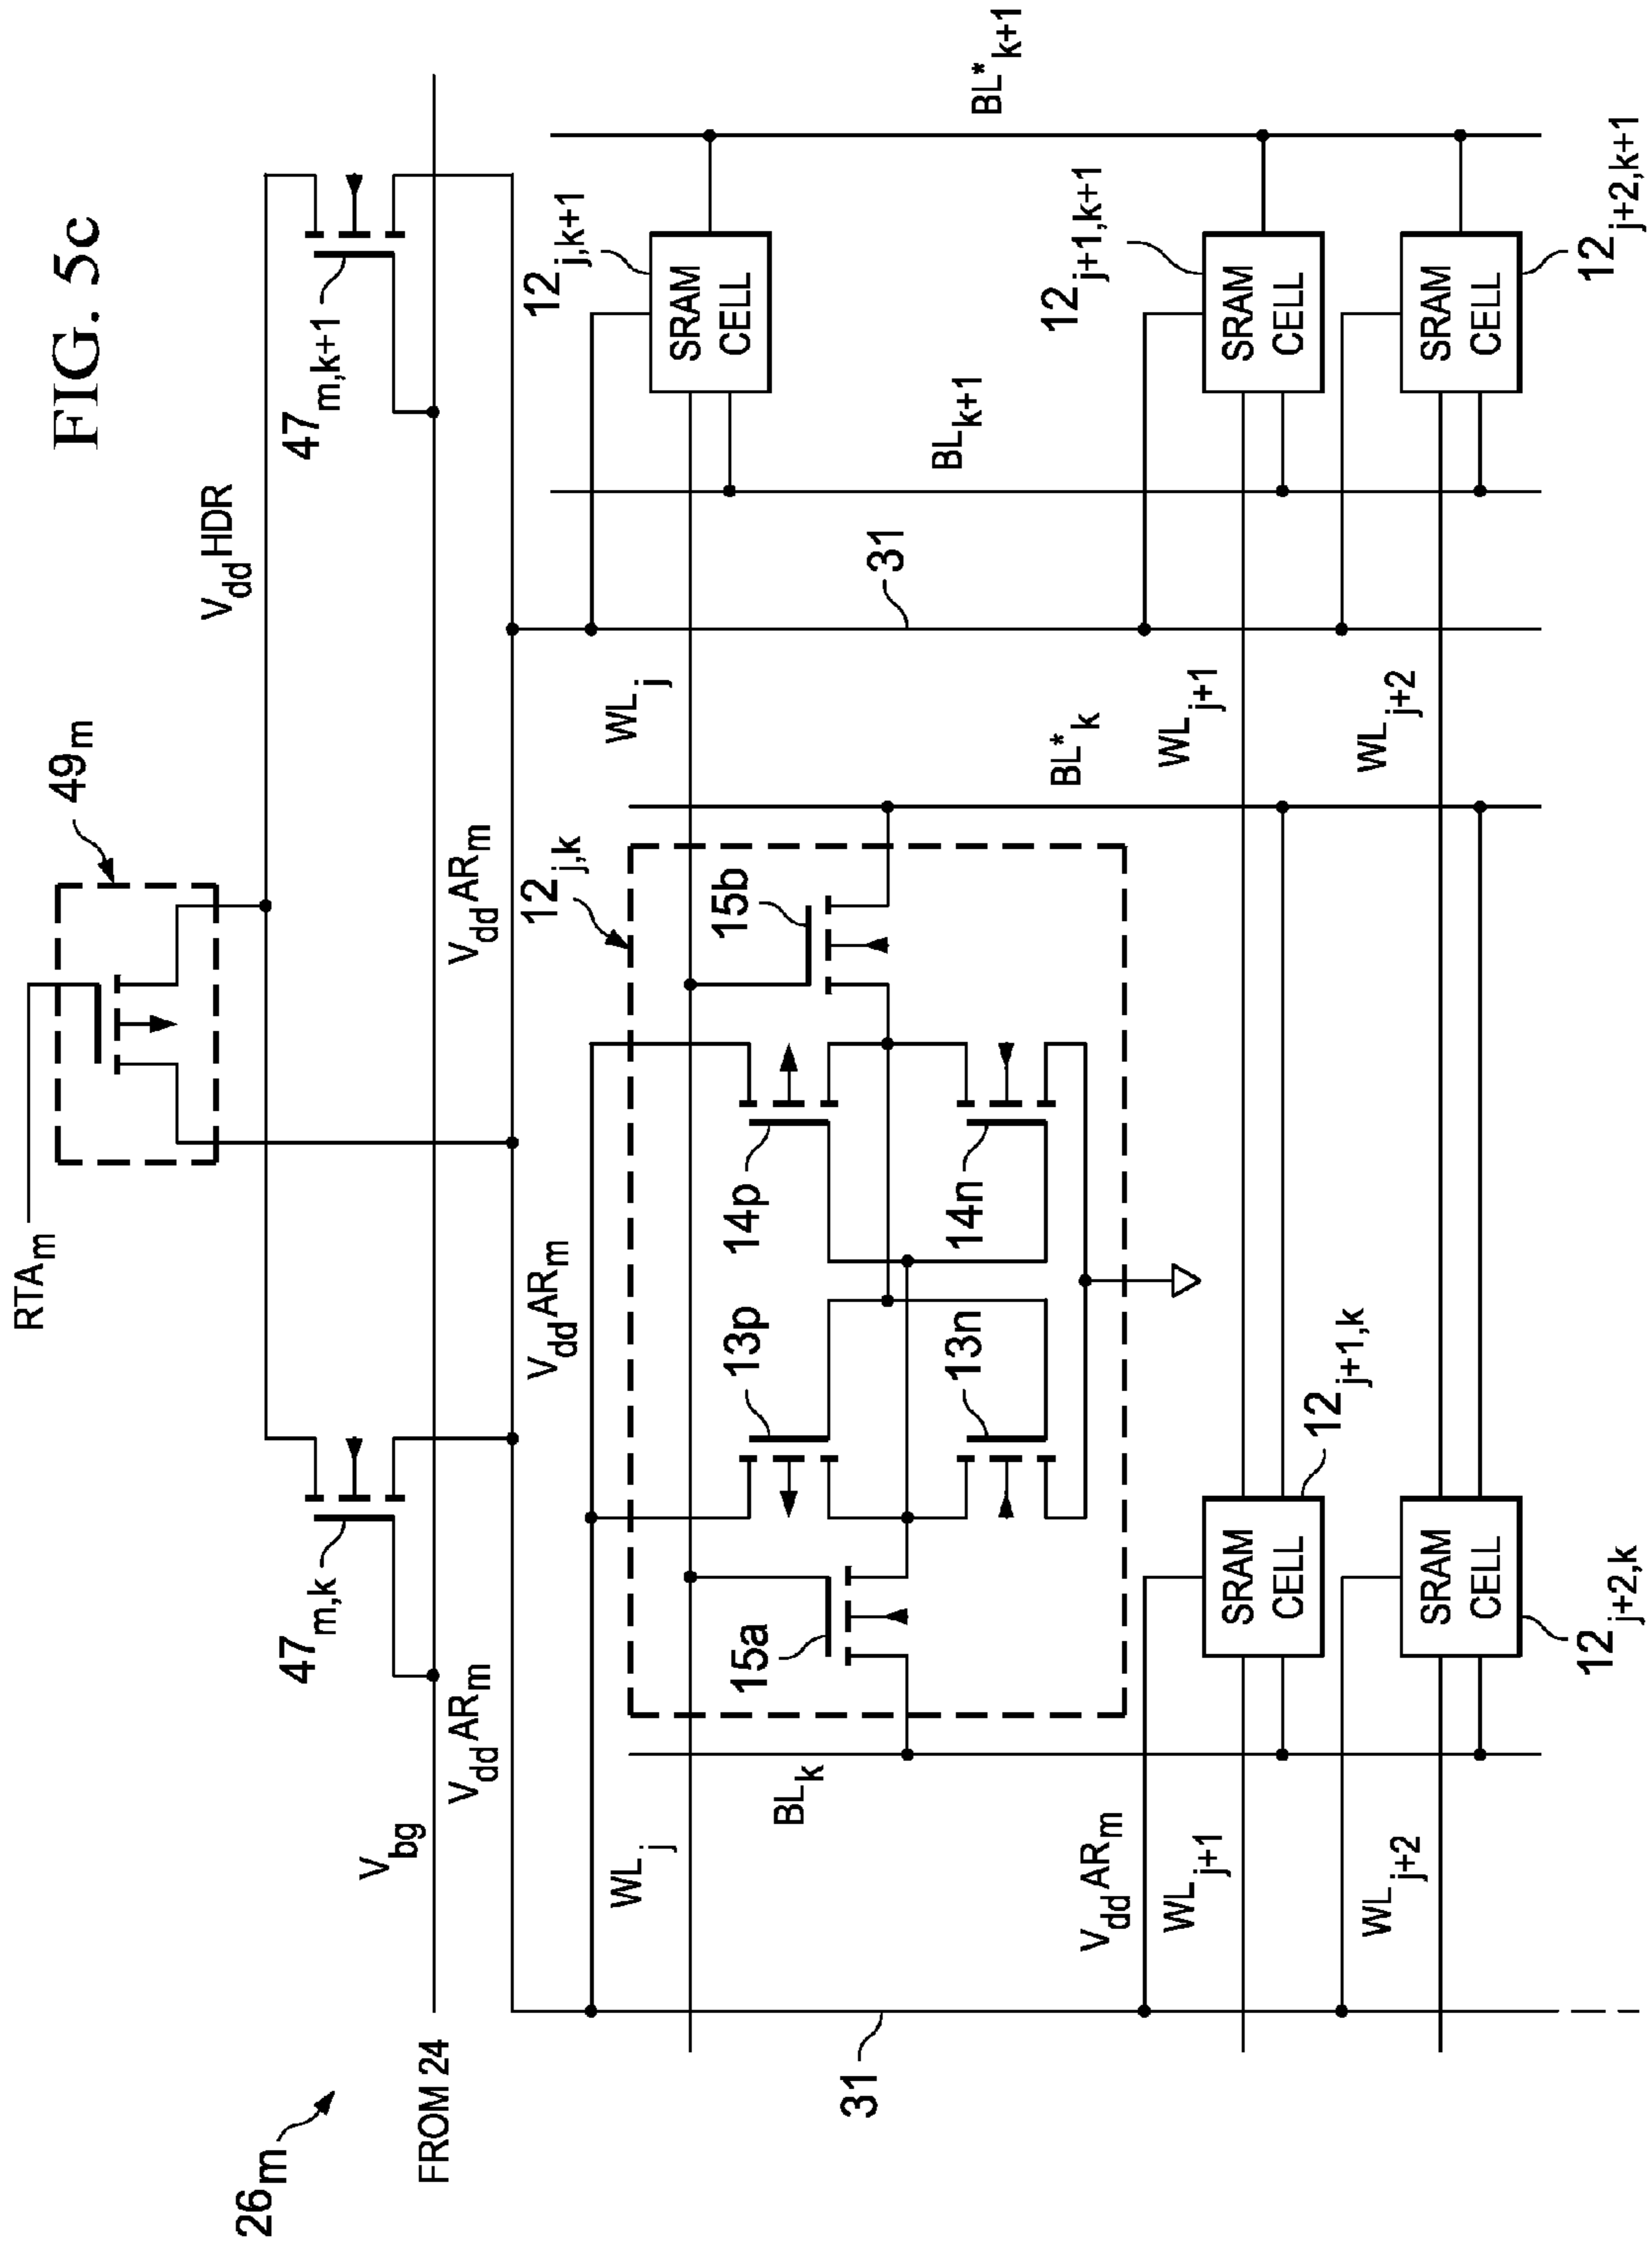 FIG. 5c
RTAm
49m
VddHDR
47m,k
47m,k+1
26m
FROM 24
Vbg
VddARm
VddARm
VddARm
12j,k
12j,k+1
WLj
WLj
SRAM
CELL
BLk
15a
13p
14p
15b
13n
14n
BL*k
31
31
BLk+1
BL*k+1
VddARm
WLj+1
WLj+1
12j+1,k
12j+1,k+1
SRAM
CELL
SRAM
CELL
WLj+2
WLj+2
SRAM
CELL
SRAM
CELL
12j+2,k
12j+2,k+1